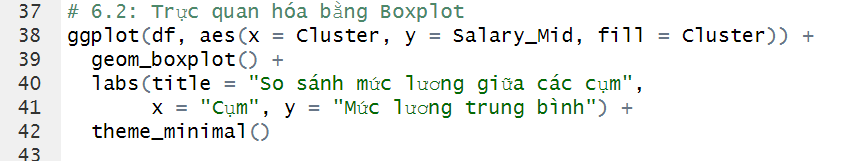 37 # 6.2: Trực quan hóa bằng Boxplot
38 ggplot(df, aes(x = Cluster, y = Salary_Mid, fill = Cluster)) +
39   geom_boxplot() +
40   labs(title = "So sánh mức lương giữa các cụm",
41        x = "Cụm", y = "Mức lương trung bình") +
42   theme_minimal()
43